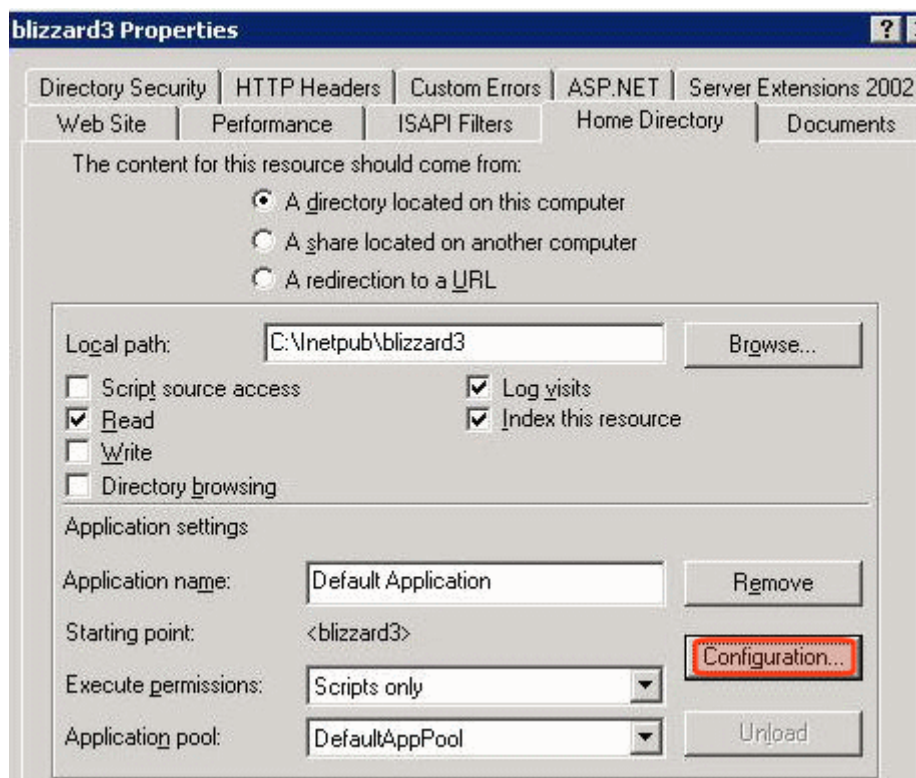 blizzard3 Properties ?
Directory Security HTTP Headers Custom Errors ASP.NET Server Extensions 2002
Web Site Performance ISAPI Filters Home Directory Documents
The content for this resource should come from:
A directory located on this computer
A share located on another computer
A redirection to a URL
Local path: C:\Inetpub\blizzard3 Browse...
Script source access Log visits
Read Index this resource
Write
Directory browsing
Application settings
Application name: Default Application Remove
Starting point: <blizzard3>
Configuration...
Execute permissions: Scripts only
Application pool: DefaultAppPool Unload